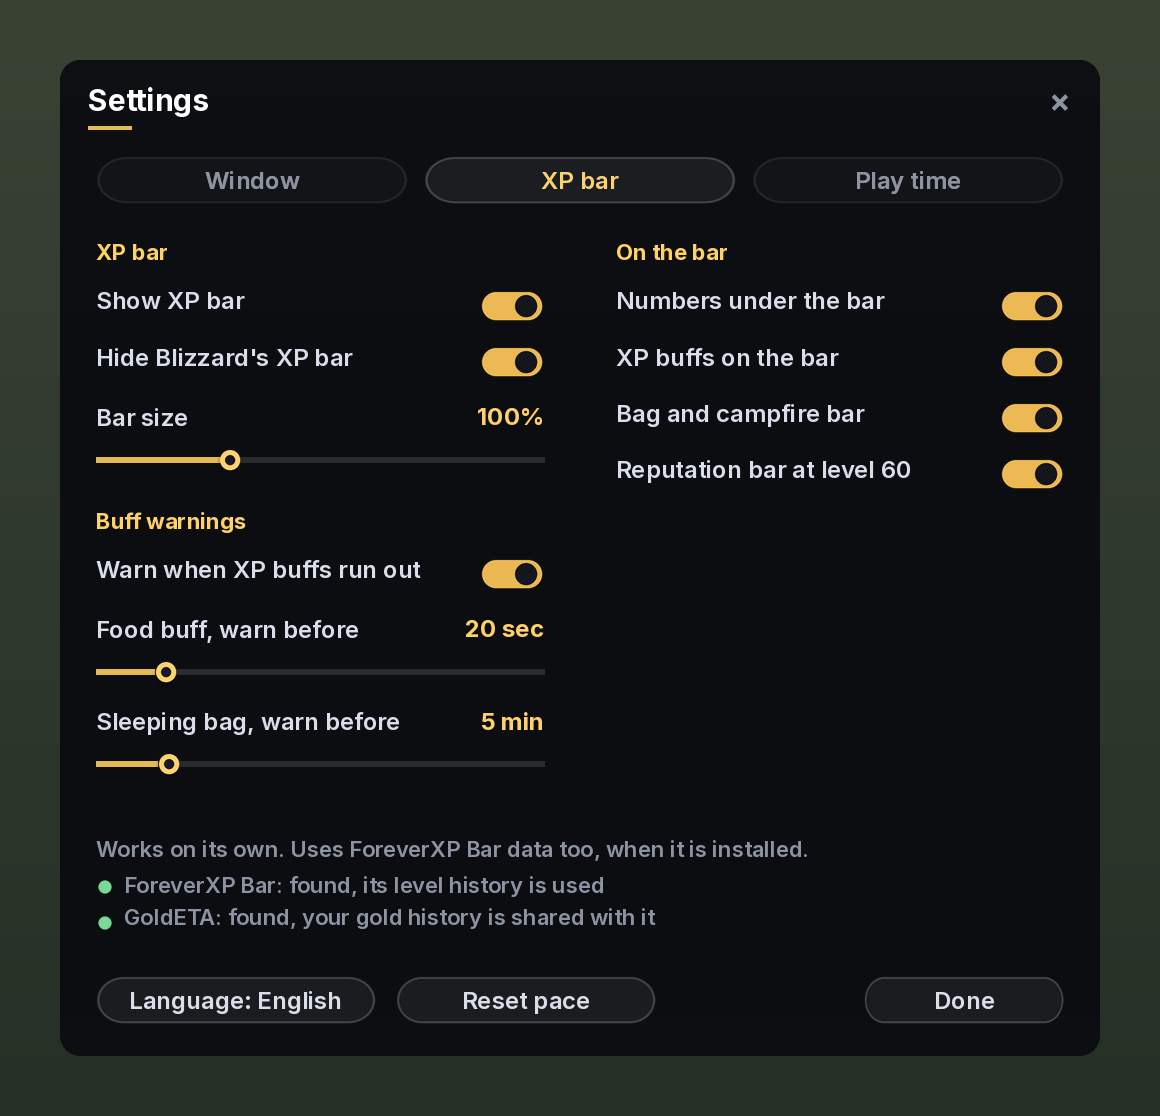 Settings
×
Window
XP bar
Play time
XP bar
Show XP bar
Hide Blizzard's XP bar
Bar size
100%
Buff warnings
Warn when XP buffs run out
Food buff, warn before
20 sec
Sleeping bag, warn before
5 min
On the bar
Numbers under the bar
XP buffs on the bar
Bag and campfire bar
Reputation bar at level 60
Works on its own. Uses ForeverXP Bar data too, when it is installed.
ForeverXP Bar: found, its level history is used
GoldETA: found, your gold history is shared with it
Language: English
Reset pace
Done